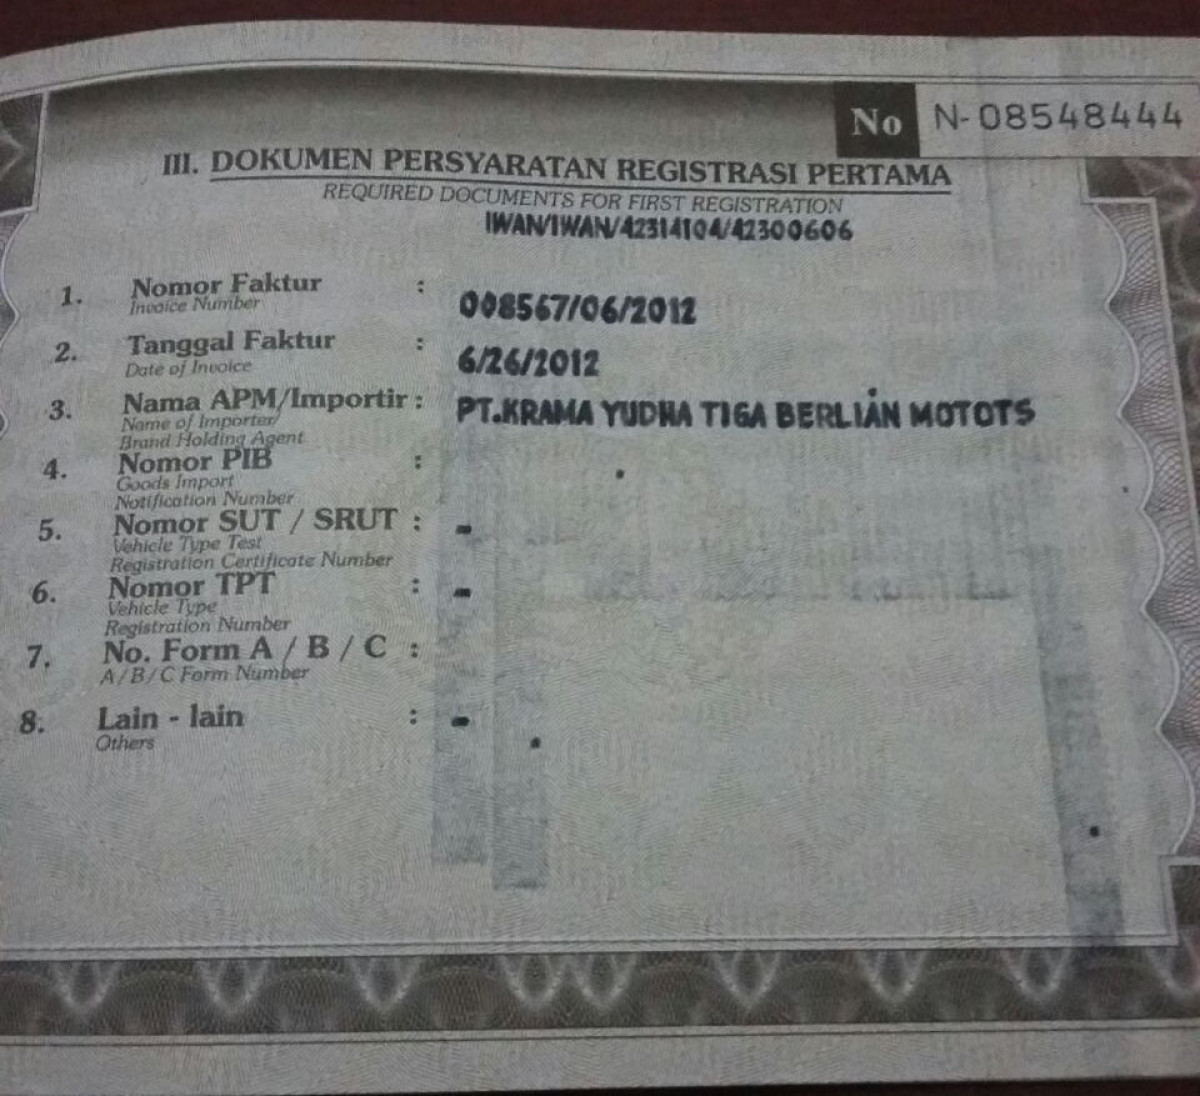 No N-08548444
III. DOKUMEN PERSYARATAN REGISTRASI PERTAMA
REQUIRED DOCUMENTS FOR FIRST REGISTRATION
IWAN/IWAN/42314104/42300606
1. Nomor Faktur : 008567/06/2012
Invoice Number
2. Tanggal Faktur : 6/26/2012
Date of Invoice
3. Nama APM/Importir : PT.KRAMA YUDHA TIGA BERLIAN MOTOTS
Name of Importer/
Brand Holding Agent
4. Nomor PIB :
Goods Import
Notification Number
5. Nomor SUT / SRUT : -
Vehicle Type Test
Registration Certificate Number
6. Nomor TPT : -
Vehicle Type
Registration Number
7. No. Form A / B / C :
A / B / C Form Number
8. Lain - lain : -
Others